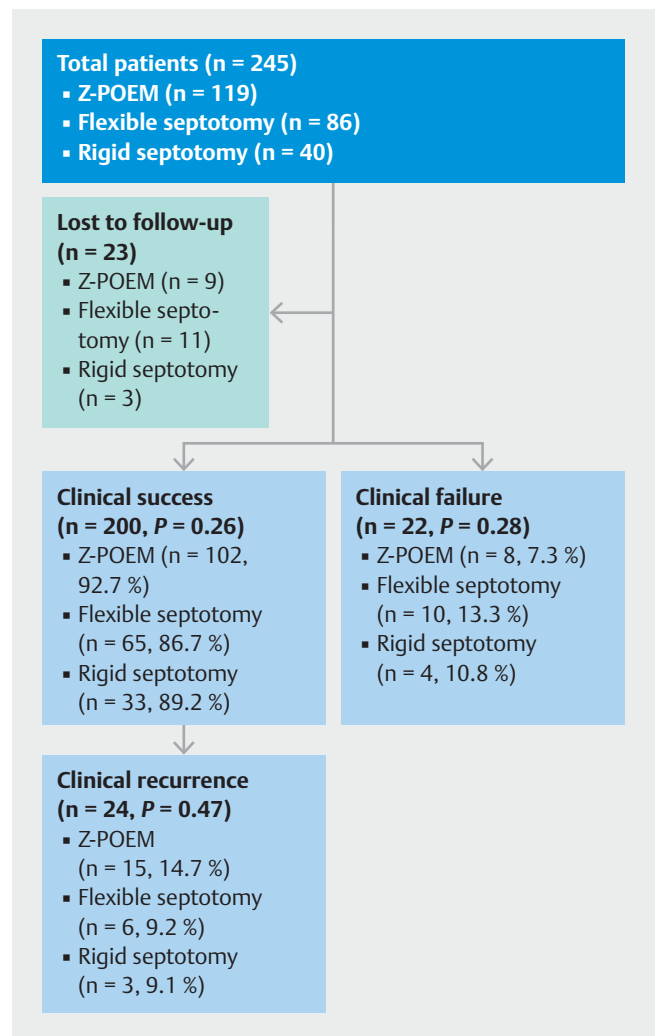 Total patients (n = 245)
▪ Z-POEM (n = 119)
▪ Flexible septotomy (n = 86)
▪ Rigid septotomy (n = 40)
Lost to follow-up
(n = 23)
▪ Z-POEM (n = 9)
▪ Flexible septo-
tomy (n = 11)
▪ Rigid septotomy
(n = 3)
Clinical success
(n = 200, P = 0.26)
▪ Z-POEM (n = 102,
92.7 %)
▪ Flexible septotomy
(n = 65, 86.7 %)
▪ Rigid septotomy
(n = 33, 89.2 %)
Clinical failure
(n = 22, P = 0.28)
▪ Z-POEM (n = 8, 7.3 %)
▪ Flexible septotomy
(n = 10, 13.3 %)
▪ Rigid septotomy
(n = 4, 10.8 %)
Clinical recurrence
(n = 24, P = 0.47)
▪ Z-POEM
(n = 15, 14.7 %)
▪ Flexible septotomy
(n = 6, 9.2 %)
▪ Rigid septotomy
(n = 3, 9.1 %)